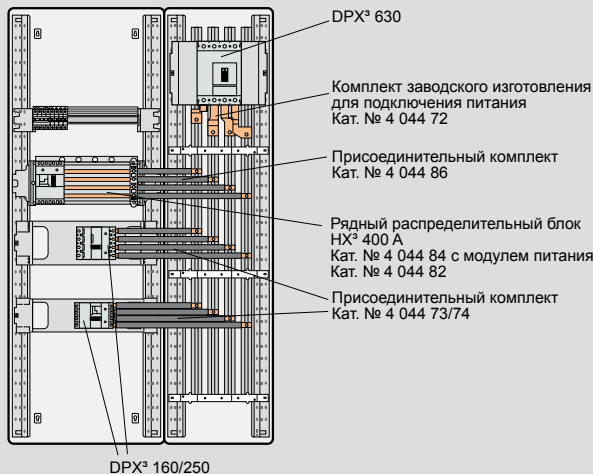 DPX³ 630
Комплект заводского изготовления
для подключения питания
Кат. № 4 044 72
Присоединительный комплект
Кат. № 4 044 86
Рядный распределительный блок
HX³ 400 A
Кат. № 4 044 84 с модулем питания
Кат. № 4 044 82
Присоединительный комплект
Кат. № 4 044 73/74
DPX³ 160/250